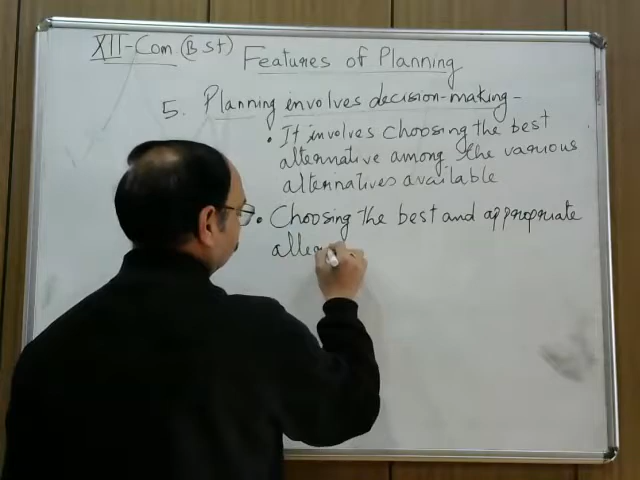 XII-Com (B St)
Features of Planning
5. Planning involves decision-making -
• It involves choosing the best
alternative among the various
alternatives available
• Choosing the best and appropriate